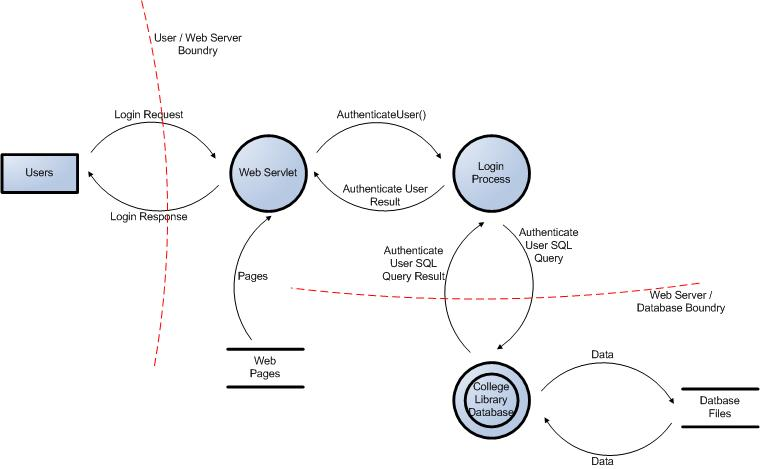 User / Web Server
Boundry
Login Request
AuthenticateUser()
Users
Web Servlet
Login
Process
Authenticate User
Result
Login Response
Authenticate
User SQL
Query
Authenticate
User SQL
Query Result
Pages
Web Server /
Database Boundry
Web
Pages
Data
College
Library
Database
Datbase
Files
Data